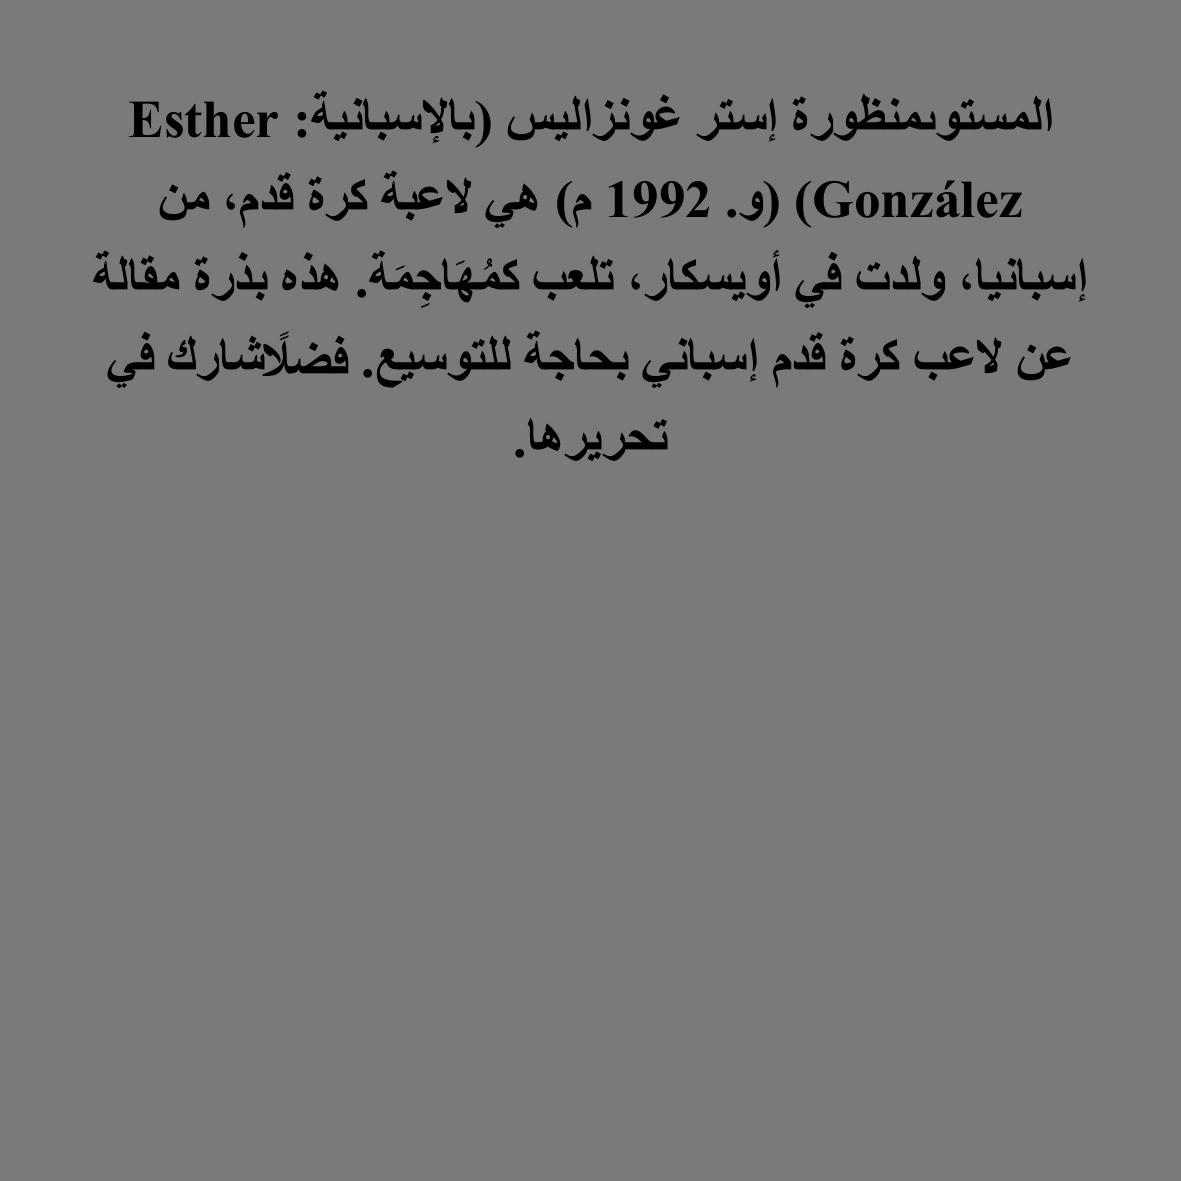 المستوىمنظورة إستر غونزاليس (بالإسبانية: Esther
González) (و. 1992 م) هي لاعبة كرة قدم، من
إسبانيا، ولدت في أويسكار، تلعب كمُهَاجِمَة. هذه بذرة مقالة
عن لاعب كرة قدم إسباني بحاجة للتوسيع. فضلًاشارك في
تحريرها.